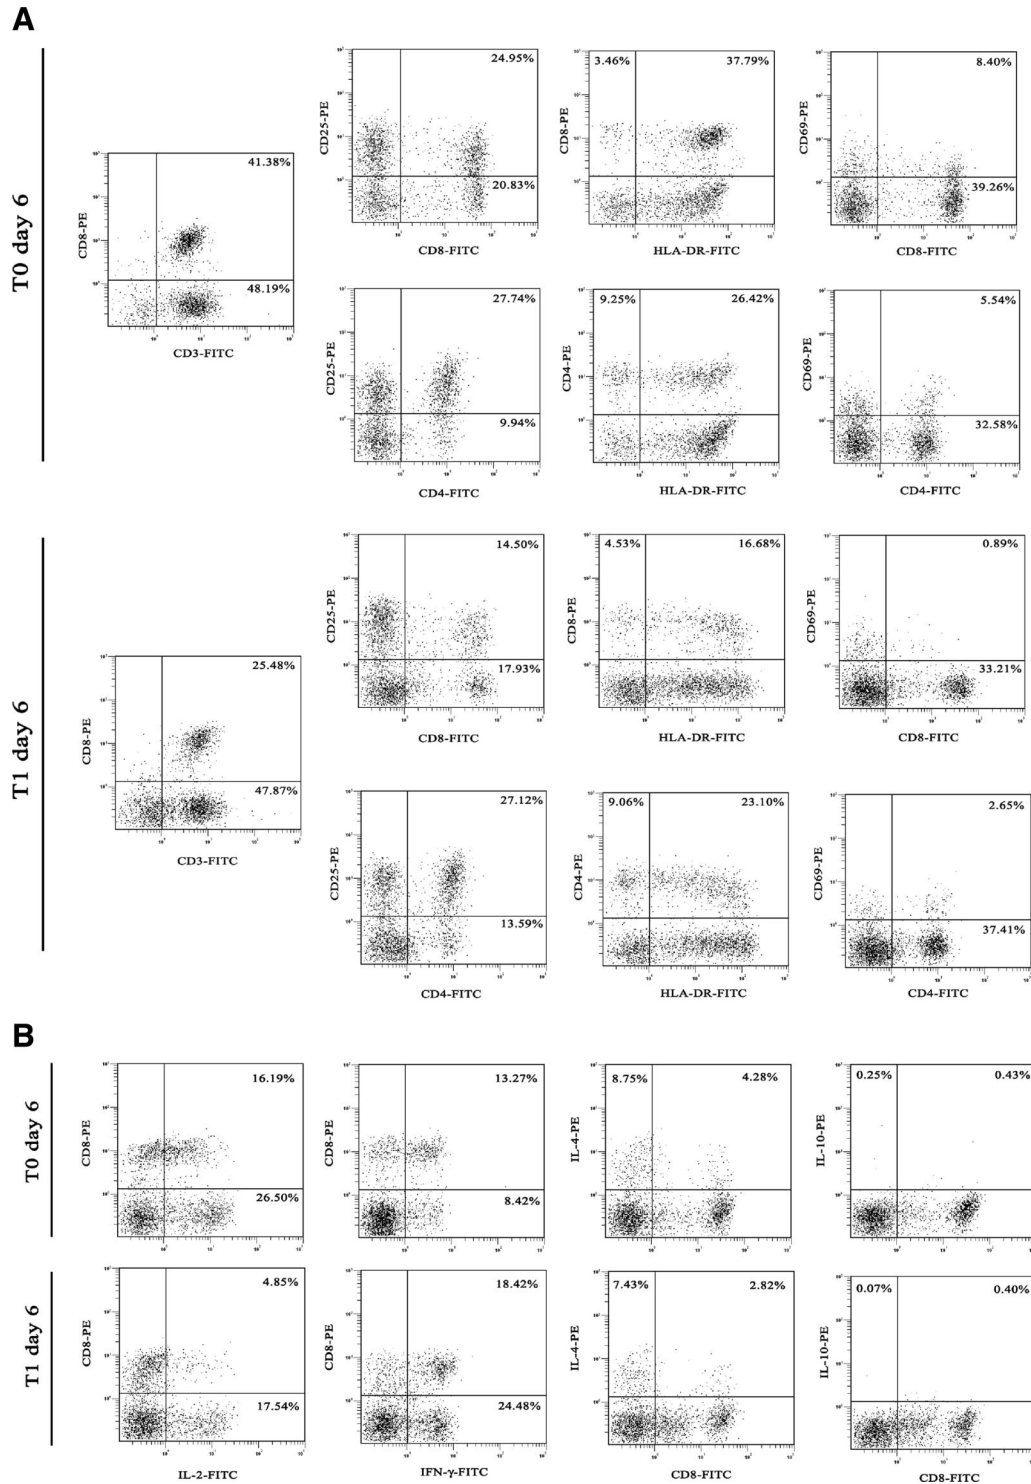 A
T0 day 6
CD8-PE
41.38%
48.19%
CD3-FITC
CD25-PE
24.95%
20.83%
CD8-FITC
CD8-PE
3.46%
37.79%
HLA-DR-FITC
CD69-PE
8.40%
39.26%
CD8-FITC
CD25-PE
27.74%
9.94%
CD4-FITC
CD4-PE
9.25%
26.42%
HLA-DR-FITC
CD69-PE
5.54%
32.58%
CD4-FITC
T1 day 6
CD8-PE
25.48%
47.87%
CD3-FITC
CD25-PE
14.50%
17.93%
CD8-FITC
CD8-PE
4.53%
16.68%
HLA-DR-FITC
CD69-PE
0.89%
33.21%
CD8-FITC
CD25-PE
27.12%
13.59%
CD4-FITC
CD4-PE
9.06%
23.10%
HLA-DR-FITC
CD69-PE
2.65%
37.41%
CD4-FITC
B
T0 day 6
CD8-PE
16.19%
26.50%
CD8-PE
13.27%
8.42%
IL-4-PE
8.75%
4.28%
IL-10-PE
0.25%
0.43%
T1 day 6
CD8-PE
4.85%
17.54%
IL-2-FITC
CD8-PE
18.42%
24.48%
IFN-γ-FITC
IL-4-PE
7.43%
2.82%
CD8-FITC
IL-10-PE
0.07%
0.40%
CD8-FITC